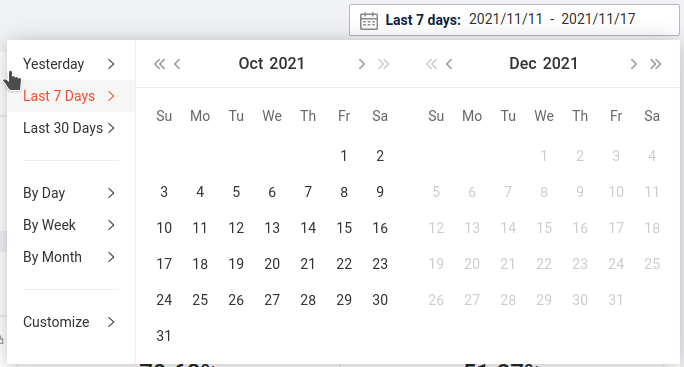 Last 7 days: 2021/11/11 - 2021/11/17
Yesterday
Last 7 Days
Last 30 Days
By Day
By Week
By Month
Customize
Oct 2021
Su Mo Tu We Th Fr Sa
1 2
3 4 5 6 7 8 9
10 11 12 13 14 15 16
17 18 19 20 21 22 23
24 25 26 27 28 29 30
31
Dec 2021
Su Mo Tu We Th Fr Sa
1 2 3 4
5 6 7 8 9 10 11
12 13 14 15 16 17 18
19 20 21 22 23 24 25
26 27 28 29 30 31